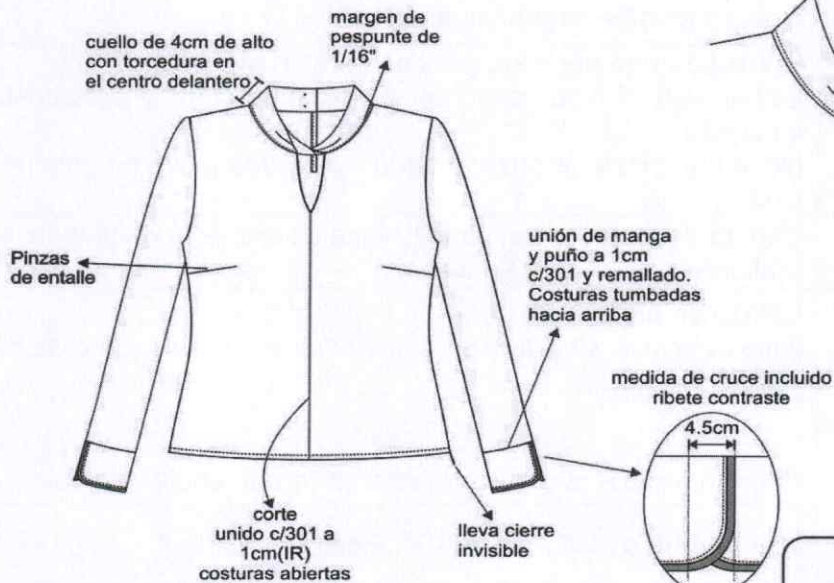 cuello de 4cm de alto
con torcedura en
el centro delantero
margen de
pespunte de
1/16"
Pinzas
de entalle
unión de manga
y puño a 1cm
c/301 y remallado.
Costuras tumbadas
hacia arriba
medida de cruce incluido
ribete contraste
4.5cm
corte
unido c/301 a
1cm(IR)
costuras abiertas
lleva cierre
invisible